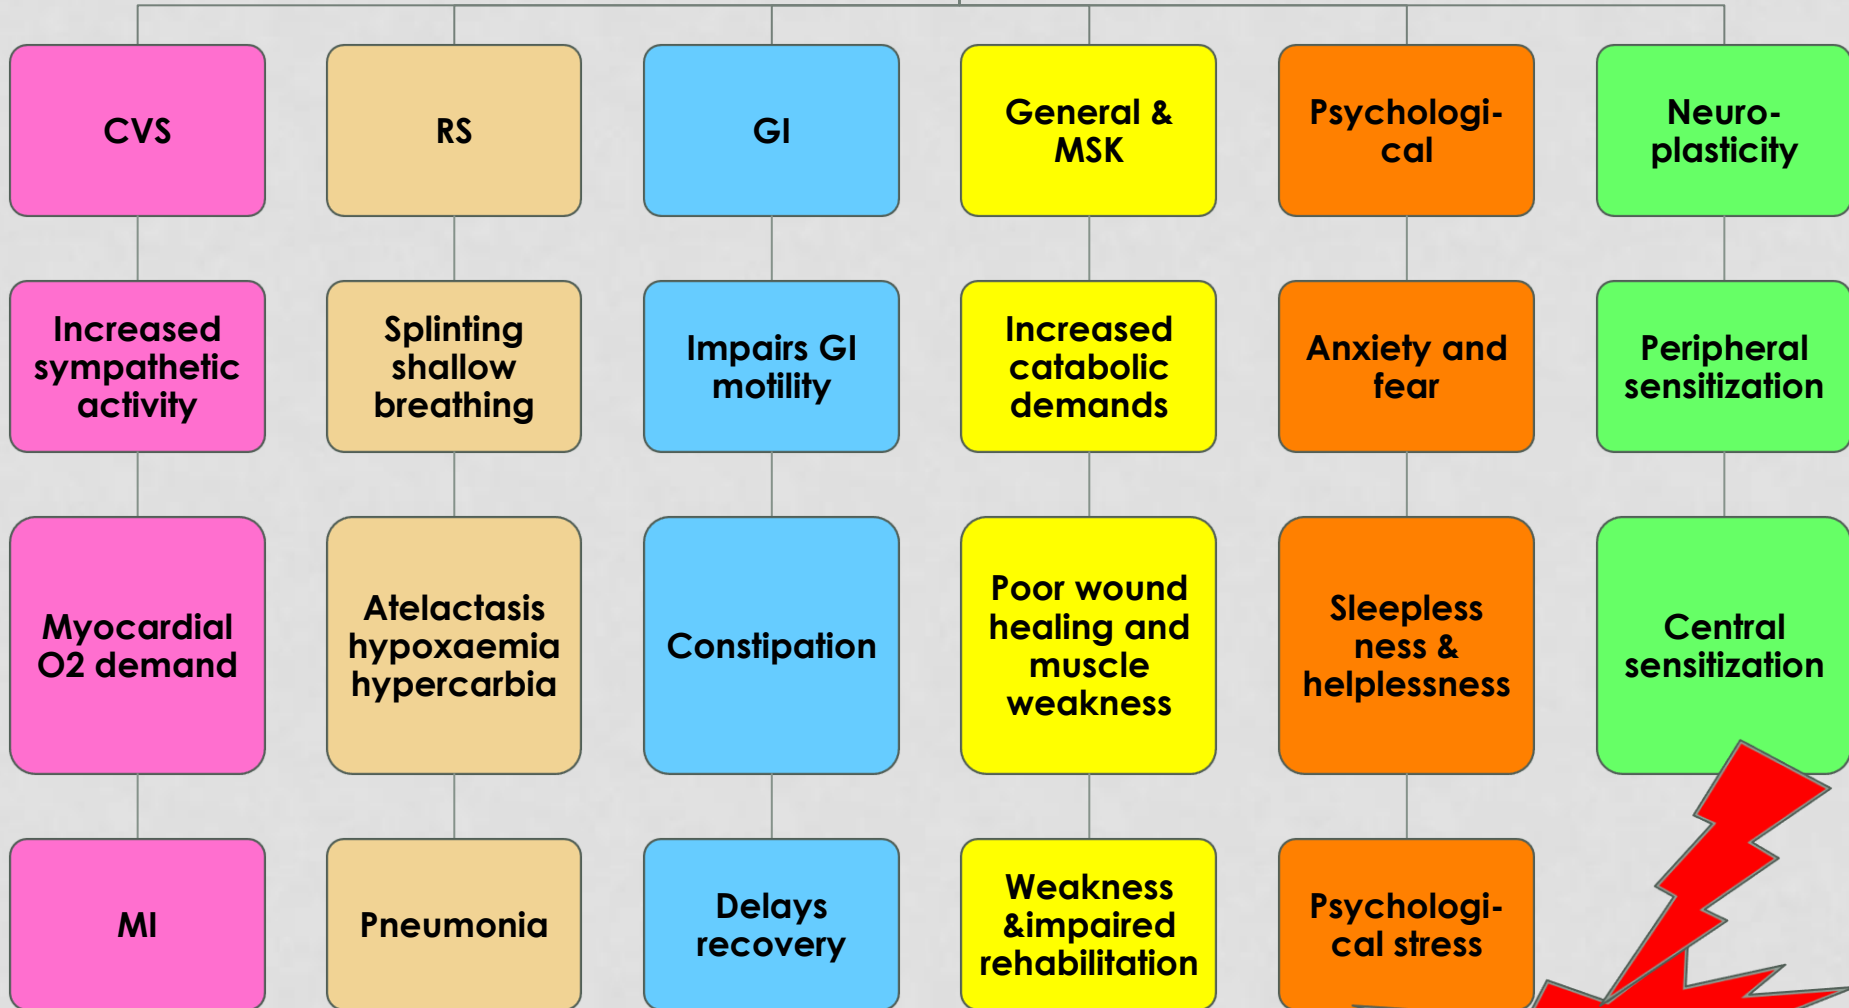 CVS
RS
GI
General &
MSK
Psychologi-
cal
Neuro-
plasticity
Increased
sympathetic
activity
Splinting
shallow
breathing
Impairs GI
motility
Increased
catabolic
demands
Anxiety and
fear
Peripheral
sensitization
Myocardial
O2 demand
Atelactasis
hypoxaemia
hypercarbia
Constipation
Poor wound
healing and
muscle
weakness
Sleepless
ness &
helplessness
Central
sensitization
MI
Pneumonia
Delays
recovery
Weakness
&impaired
rehabilitation
Psychologi-
cal stress